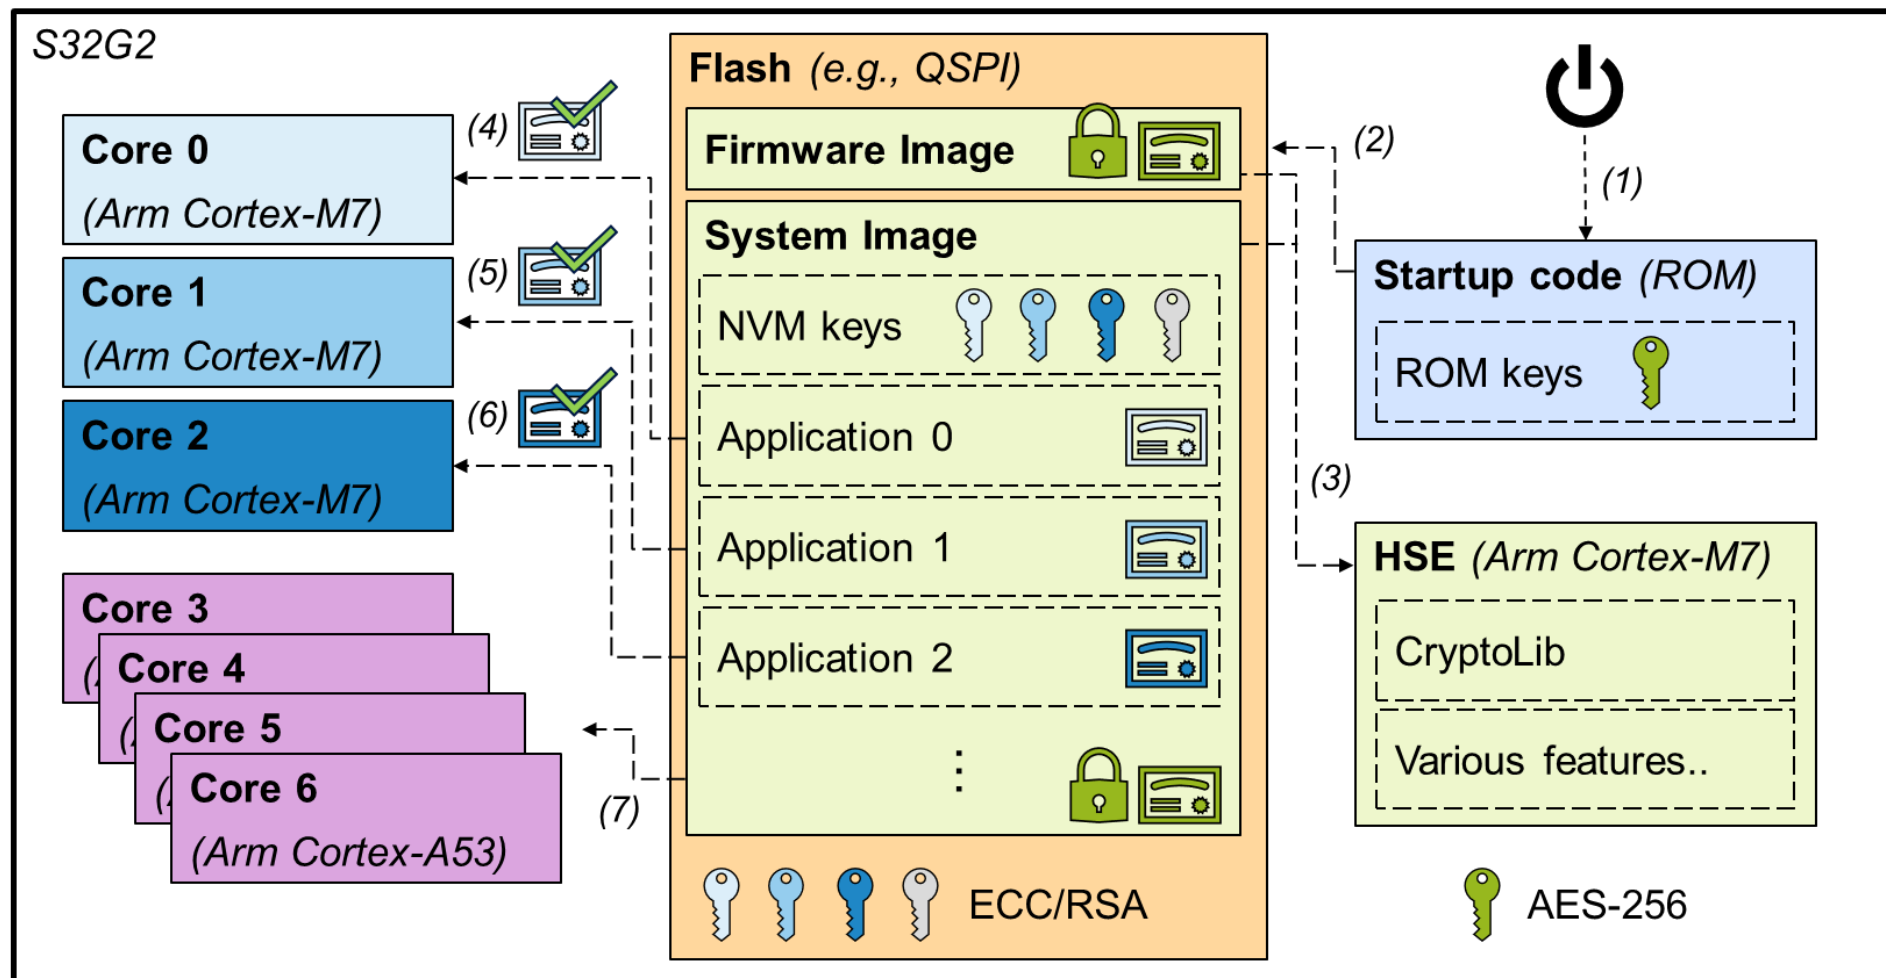 S32G2
Core 0
(Arm Cortex-M7)
(4)
Core 1
(Arm Cortex-M7)
(5)
Core 2
(Arm Cortex-M7)
(6)
Core 3
Core 4
Core 5
Core 6
(Arm Cortex-A53)
(7)
Flash (e.g., QSPI)
Firmware Image
System Image
NVM keys
Application 0
Application 1
Application 2
⋮
ECC/RSA
(1)
(2)
Startup code (ROM)
ROM keys
(3)
HSE (Arm Cortex-M7)
CryptoLib
Various features..
AES-256